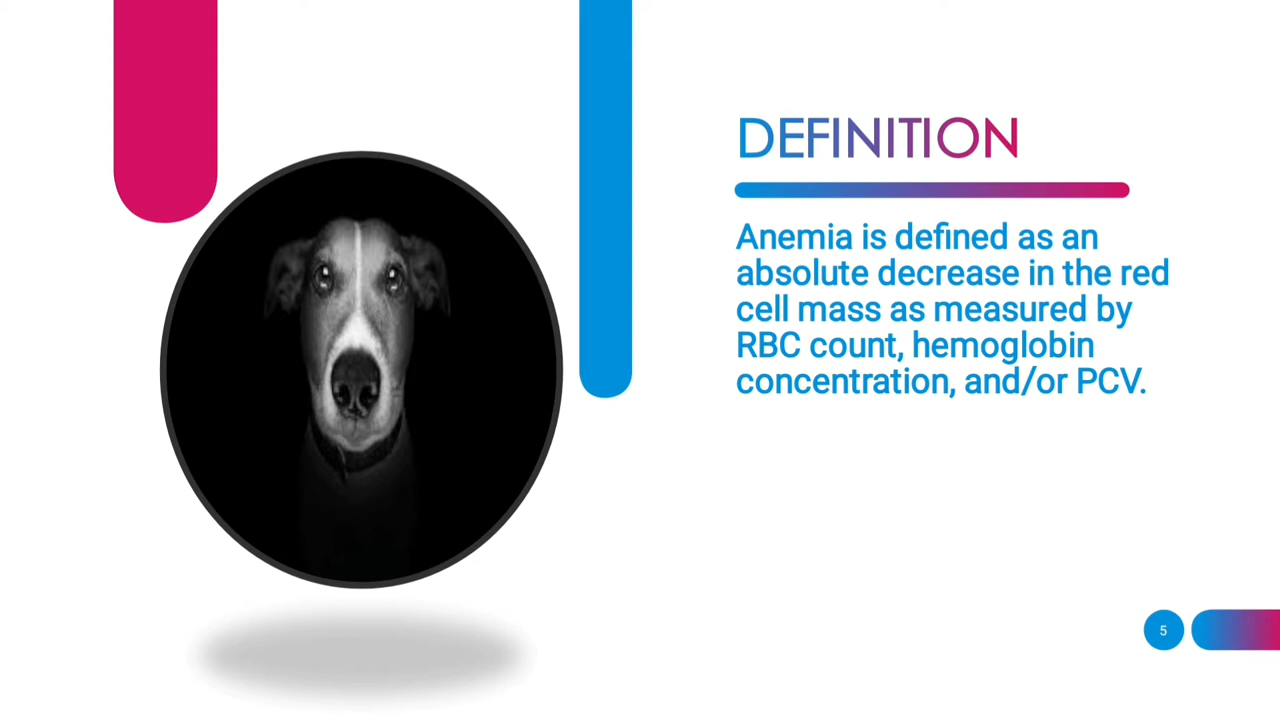 DEFINITION
Anemia is defined as an
absolute decrease in the red
cell mass as measured by
RBC count, hemoglobin
concentration, and/or PCV.
5